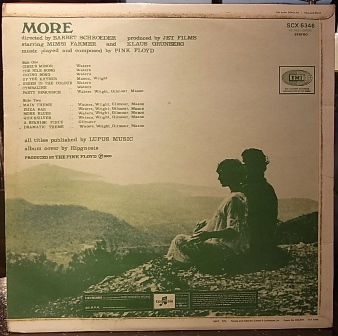 MORE
SCX 6346
directed by BARBET SCHROEDER produced by JET FILMS
starring MIMSY FARMER and KLAUS GRUNBERG
music played and composed by PINK FLOYD
Side One
CIRRUS MINOR Waters
THE NILE SONG Waters
CRYING SONG Waters
UP THE KHYBER Mason, Wright
GREEN IS THE COLOUR Waters
CYMBALINE Waters
PARTY SEQUENCE Waters, Wright, Gilmour, Mason
Side Two
MAIN THEME Waters, Wright, Gilmour, Mason
IBIZA BAR Waters, Wright, Gilmour, Mason
MORE BLUES Waters, Wright, Gilmour, Mason
QUICKSILVER Waters, Wright, Gilmour, Mason
A SPANISH PIECE Gilmour
DRAMATIC THEME Waters, Wright, Gilmour, Mason
all titles published by LUPUS MUSIC
album cover by Hipgnosis
PRODUCED BY THE PINK FLOYD